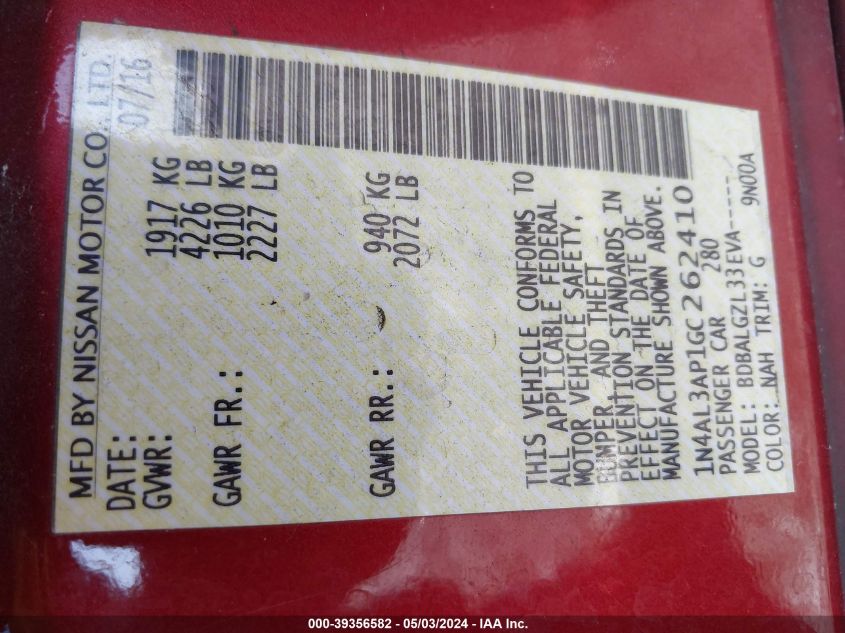 MFD BY NISSAN MOTOR CO., LTD.
DATE: 07/16
GVWR: 1917 KG
4226 LB
GAWR FR.: 1010 KG
2227 LB
GAWR RR.: 940 KG
2072 LB
THIS VEHICLE CONFORMS TO
ALL APPLICABLE FEDERAL
MOTOR VEHICLE SAFETY,
BUMPER AND THEFT
PREVENTION STANDARDS IN
EFFECT ON THE DATE OF
MANUFACTURE SHOWN ABOVE.
1N4AL3AP1GC262410
PASSENGER CAR 280
MODEL: BDBALGZL33EVA-----
COLOR: NAH TRIM: G 9N00A
000-39356582 - 05/03/2024 - IAA Inc.